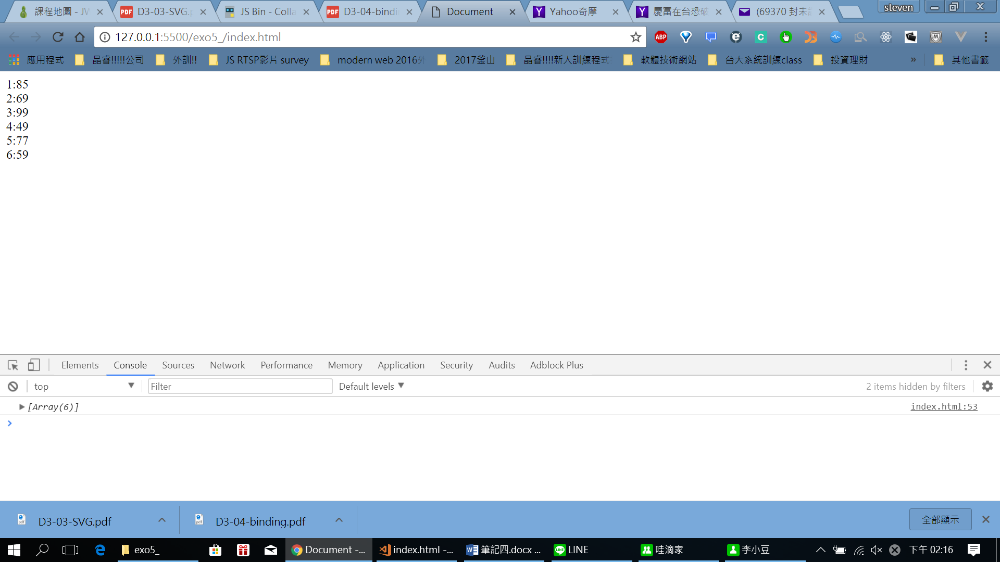 課程地圖 - JV
D3-03-SVG.p
JS Bin - Colla
D3-04-bindi
Document
Yahoo奇摩
慶富在台恐破
(69370 封未
steven
127.0.0.1:5500/exo5_/index.html
ABP
應用程式
晶睿!!!!!公司
外訓!!
JS RTSP影片 survey
modern web 2016外
2017釜山
晶睿!!!!新人訓練程式
軟體技術網站
台大系統訓練class
投資理財
»
其他書籤
1:85
2:69
3:99
4:49
5:77
6:59
Elements
Console
Sources
Network
Performance
Memory
Application
Security
Audits
Adblock Plus
top
Filter
Default levels
2 items hidden by filters
[Array(6)]
index.html:53
D3-03-SVG.pdf
D3-04-binding.pdf
全部顯示
exo5_
Document -...
index.html -...
筆記四.docx ...
LINE
哇滴家
李小豆
下午 02:16